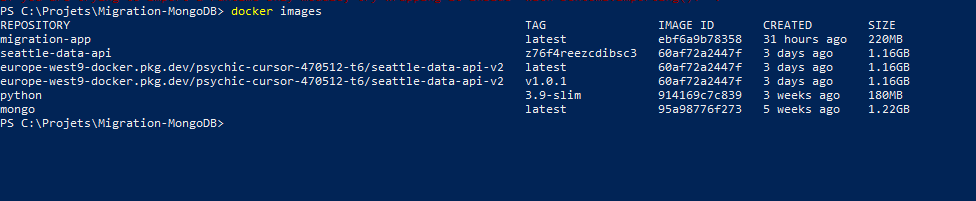 PS C:\Projets\Migration-MongoDB> docker images
REPOSITORY TAG IMAGE ID CREATED SIZE
migration-app latest ebf6a9b78358 31 hours ago 220MB
seattle-data-api z76f4reezcdibsc3 60af72a2447f 3 days ago 1.16GB
europe-west9-docker.pkg.dev/psychic-cursor-470512-t6/seattle-data-api-v2 latest 60af72a2447f 3 days ago 1.16GB
europe-west9-docker.pkg.dev/psychic-cursor-470512-t6/seattle-data-api-v2 v1.0.1 60af72a2447f 3 days ago 1.16GB
python 3.9-slim 914169c7c839 3 weeks ago 180MB
mongo latest 95a98776f273 5 weeks ago 1.22GB
PS C:\Projets\Migration-MongoDB>